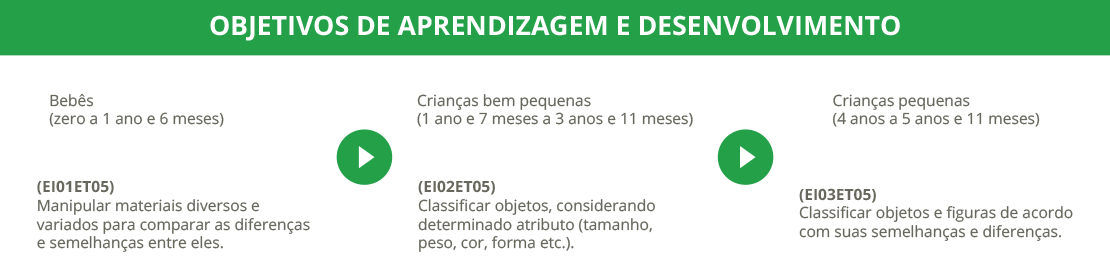 OBJETIVOS DE APRENDIZAGEM E DESENVOLVIMENTO
Bebês
(zero a 1 ano e 6 meses)
(EI01ET05)
Manipular materiais diversos e
variados para comparar as diferenças
e semelhanças entre eles.
Crianças bem pequenas
(1 ano e 7 meses a 3 anos e 11 meses)
(EI02ET05)
Classificar objetos, considerando
determinado atributo (tamanho,
peso, cor, forma etc.).
Crianças pequenas
(4 anos a 5 anos e 11 meses)
(EI03ET05)
Classificar objetos e figuras de acordo
com suas semelhanças e diferenças.